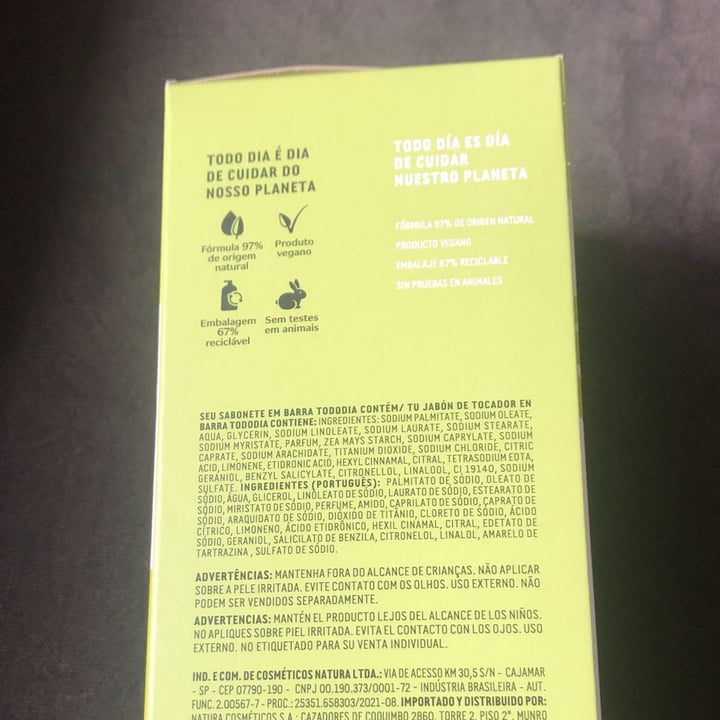 TODO DIA É DIA
DE CUIDAR DO
NOSSO PLANETA
Fórmula 97%
de origem
natural
Produto
vegano
Embalagem
67%
reciclável
Sem testes
em animais
TODO DÍA ES DÍA
DE CUIDAR
NUESTRO PLANETA
FÓRMULA 97% DE ORIGEN NATURAL
PRODUCTO VEGANO
EMBALAJE 67% RECICLABLE
SIN PRUEBAS EN ANIMALES
SEU SABONETE EM BARRA TODODIA CONTÉM/ TU JABÓN DE TOCADOR EN
BARRA TODODIA CONTIENE: INGREDIENTES: SODIUM PALMITATE, SODIUM OLEATE,
AQUA, GLYCERIN, SODIUM LINOLEATE, SODIUM LAURATE, SODIUM STEARATE,
SODIUM MYRISTATE, PARFUM, ZEA MAYS STARCH, SODIUM CAPRYLATE, SODIUM
CAPRATE, SODIUM ARACHIDATE, TITANIUM DIOXIDE, SODIUM CHLORIDE, CITRIC
ACID, LIMONENE, ETIDRONIC ACID, HEXYL CINNAMAL, CITRAL, TETRASODIUM EDTA,
GERANIOL, BENZYL SALICYLATE, CITRONELLOL, LINALOOL, CI 19140, SODIUM
SULFATE. INGREDIENTES (PORTUGUÊS): PALMITATO DE SÓDIO, OLEATO DE
SÓDIO, ÁGUA, GLICEROL, LINOLEATO DE SÓDIO, LAURATO DE SÓDIO, ESTEARATO DE
SÓDIO, MIRISTATO DE SÓDIO, PERFUME, AMIDO, CAPRILATO DE SÓDIO, CAPRATO DE
SÓDIO, ARAQUIDATO DE SÓDIO, DIÓXIDO DE TITÂNIO, CLORETO DE SÓDIO, ÁCIDO
CÍTRICO, LIMONENO, ÁCIDO ETIDRÔNICO, HEXIL CINAMAL, CITRAL, EDETATO DE
SÓDIO, GERANIOL, SALICILATO DE BENZILA, CITRONELOL, LINALOL, AMARELO DE
TARTRAZINA , SULFATO DE SÓDIO.
ADVERTÊNCIAS: MANTENHA FORA DO ALCANCE DE CRIANÇAS. NÃO APLICAR
SOBRE A PELE IRRITADA. EVITE CONTATO COM OS OLHOS. USO EXTERNO. NÃO
PODEM SER VENDIDOS SEPARADAMENTE.
ADVERTENCIAS: MANTÉN EL PRODUCTO LEJOS DEL ALCANCE DE LOS NIÑOS.
NO APLIQUES SOBRE PIEL IRRITADA. EVITA EL CONTACTO CON LOS OJOS. USO
EXTERNO. NO ETIQUETADO PARA SU VENTA INDIVIDUAL.
IND. E COM. DE COSMÉTICOS NATURA LTDA.: VIA DE ACESSO KM 30,5 S/N - CAJAMAR
- SP - CEP 07790-190 - CNPJ 00.190.373/0001-72 - INDÚSTRIA BRASILEIRA - AUT.
FUNC. 2.00567-7 - PROC.: 25351.658303/2021-08. IMPORTADO Y DISTRIBUIDO POR:
NATURA COSMÉTICOS S.A.: CAZADORES DE COQUIMBO 2860, TORRE 2, PISO 2°, MUNRO